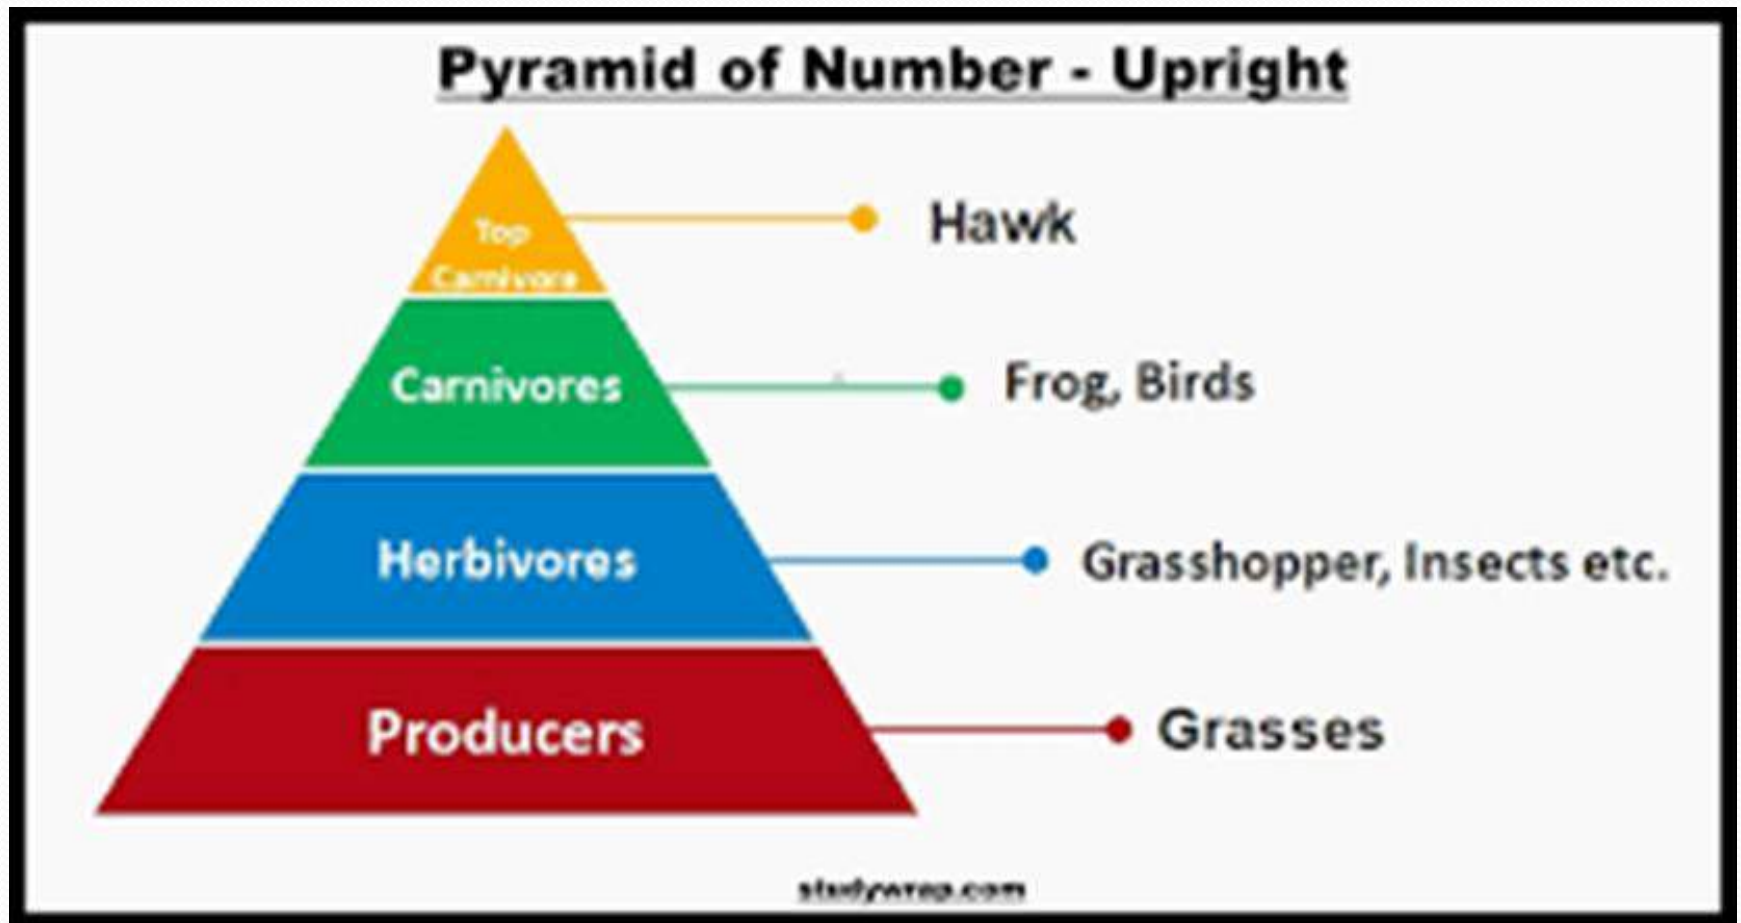 Pyramid of Number - Upright
Top
Carnivore
Hawk
Carnivores
Frog, Birds
Herbivores
Grasshopper, Insects etc.
Producers
Grasses
studywrap.com